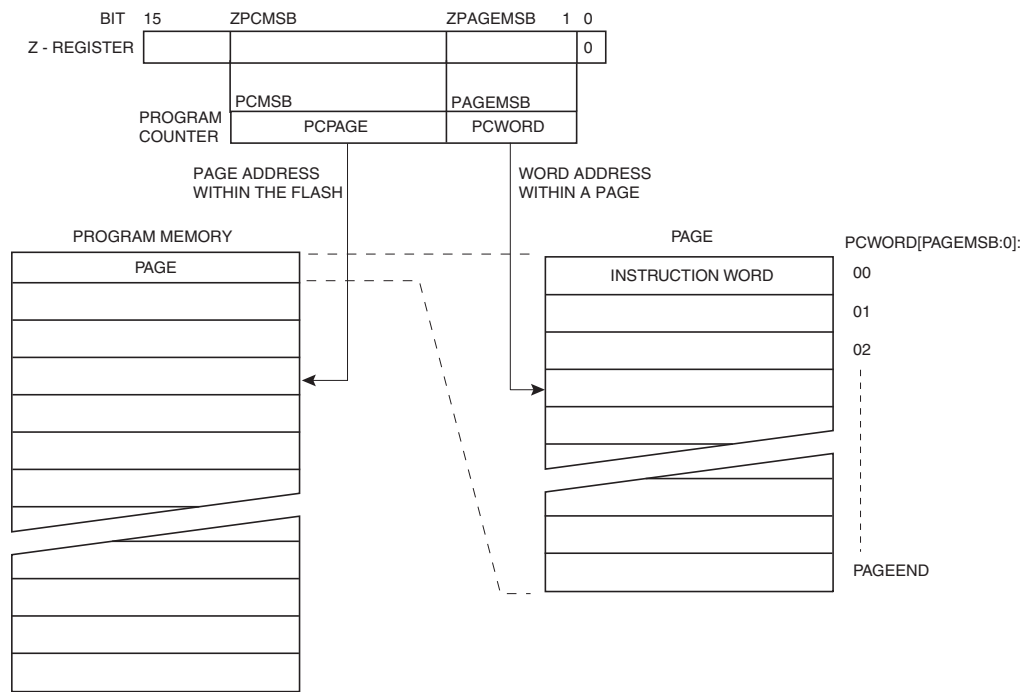 BIT 15 ZPCMSB ZPAGEMSB 1 0
Z - REGISTER 0
PCMSB PAGEMSB
PROGRAM
COUNTER
PCPAGE PCWORD
PAGE ADDRESS
WITHIN THE FLASH
WORD ADDRESS
WITHIN A PAGE
PROGRAM MEMORY
PAGE
PAGE
PCWORD[PAGEMSB:0]:
INSTRUCTION WORD
00
01
02
PAGEEND